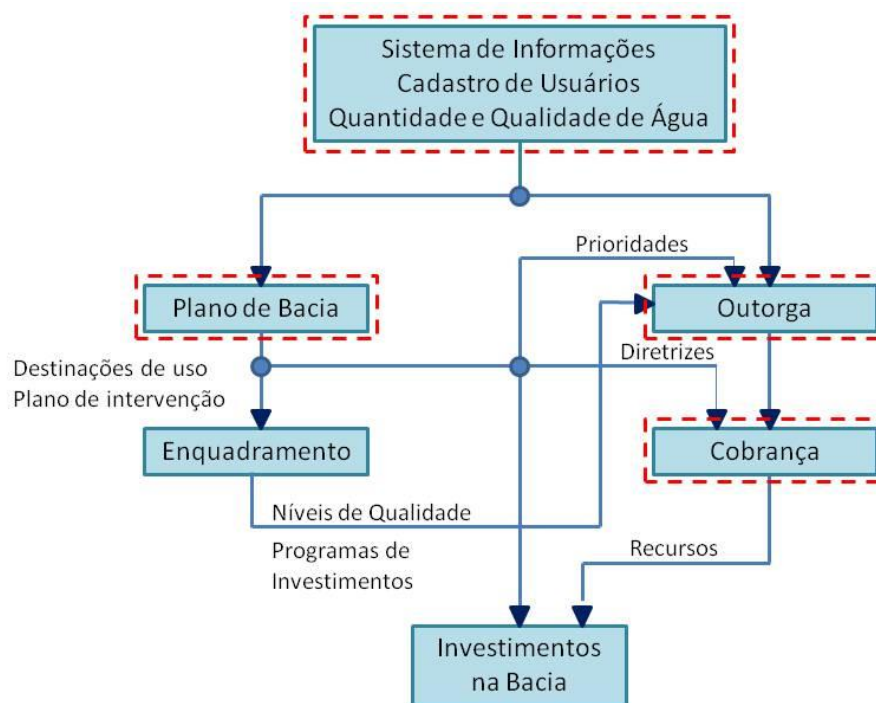 Sistema de Informações
Cadastro de Usuários
Quantidade e Qualidade de Água
Prioridades
Plano de Bacia
Outorga
Destinações de uso
Plano de intervenção
Diretrizes
Enquadramento
Cobrança
Níveis de Qualidade
Programas de
Investimentos
Recursos
Investimentos
na Bacia